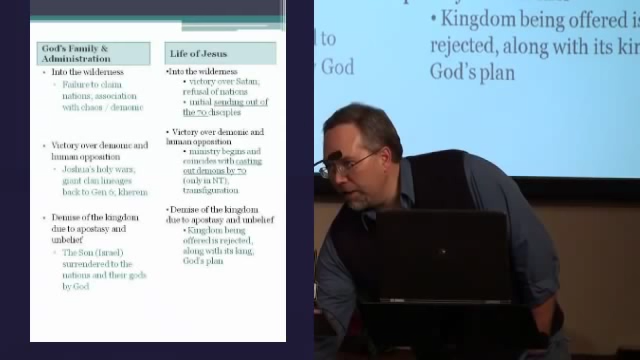 God's Family & Administration
Into the wilderness
Failure to claim
nations, association
with chaos / demonic
Victory over demonic and
human opposition
Joshua's holy wars,
giant clan lineages
back to Gen 6, kherem
Demise of the kingdom
due to apostasy and
unbelief
The Son (Israel)
surrendered to the
nations and their gods
by God
Life of Jesus
Into the wilderness
victory over Satan,
refusal of nations
initial sending out of
the 70 disciples
Victory over demonic and
human opposition
ministry begins and
coincides with casting
out demons by 70
(only in NT);
transfiguration
Demise of the kingdom
due to apostasy and unbelief
Kingdom being
offered is rejected,
along with its king,
God's plan
d to
y God
• Kingdom being offered is
rejected, along with its kin
God's plan